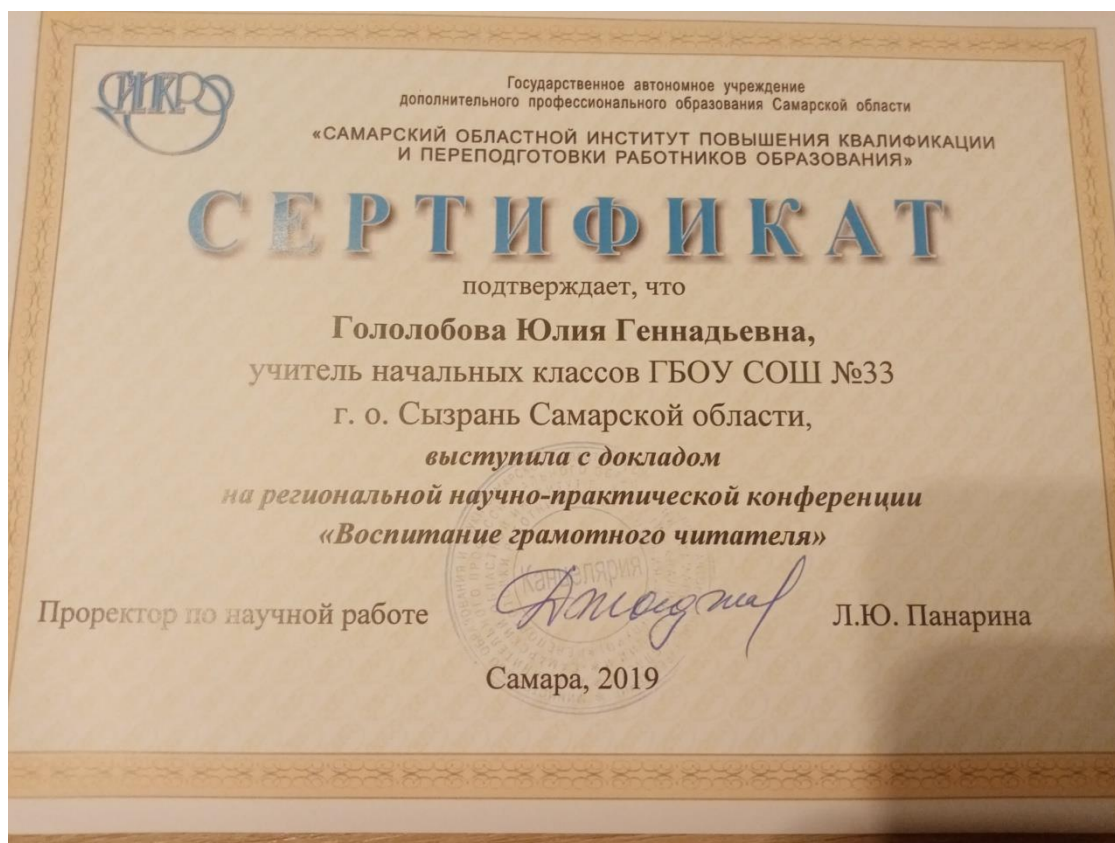 СИПКРО
Государственное автономное учреждение
дополнительного профессионального образования Самарской области
«САМАРСКИЙ ОБЛАСТНОЙ ИНСТИТУТ ПОВЫШЕНИЯ КВАЛИФИКАЦИИ
И ПЕРЕПОДГОТОВКИ РАБОТНИКОВ ОБРАЗОВАНИЯ»
СЕРТИФИКАТ
подтверждает, что
Гололобова Юлия Геннадьевна,
учитель начальных классов ГБОУ СОШ №33
г. о. Сызрань Самарской области,
выступила с докладом
на региональной научно-практической конференции
«Воспитание грамотного читателя»
Канцелярия
Проректор по научной работе Л.Ю. Панарина
Самара, 2019